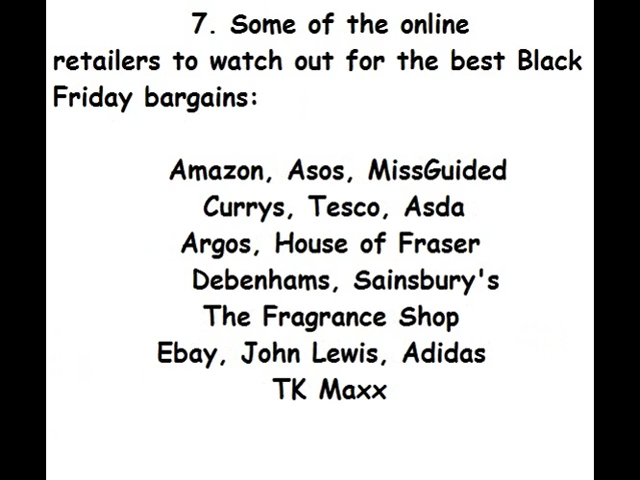 7. Some of the online
retailers to watch out for the best Black
Friday bargains:
Amazon, Asos, MissGuided
Currys, Tesco, Asda
Argos, House of Fraser
Debenhams, Sainsbury's
The Fragrance Shop
Ebay, John Lewis, Adidas
TK Maxx